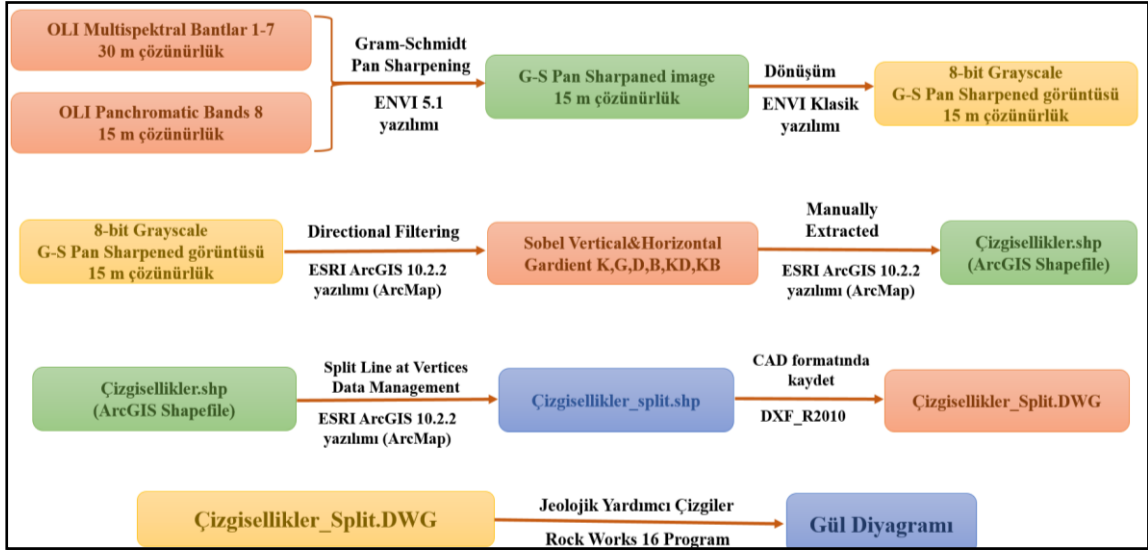 OLI Multispektral Bantlar 1-7
30 m çözünürlük
OLI Panchromatic Bands 8
15 m çözünürlük
Gram-Schmidt
Pan Sharpening
ENVI 5.1
yazılımı
G-S Pan Sharpaned image
15 m çözünürlük
Dönüşüm
ENVI Klasik
yazılımı
8-bit Grayscale
G-S Pan Sharpened görüntüsü
15 m çözünürlük
8-bit Grayscale
G-S Pan Sharpened görüntüsü
15 m çözünürlük
Directional Filtering
ESRI ArcGIS 10.2.2
yazılımı (ArcMap)
Sobel Vertical&Horizontal
Gardient K,G,D,B,KD,KB
Manually
Extracted
ESRI ArcGIS 10.2.2
yazılımı (ArcMap)
Çizgisellikler.shp
(ArcGIS Shapefile)
Çizgisellikler.shp
(ArcGIS Shapefile)
Split Line at Vertices
Data Management
ESRI ArcGIS 10.2.2
yazılımı (ArcMap)
Çizgisellikler_split.shp
CAD formatında
kaydet
DXF_R2010
Çizgisellikler_Split.DWG
Çizgisellikler_Split.DWG
Jeolojik Yardımcı Çizgiler
Rock Works 16 Program
Gül Diyagramı